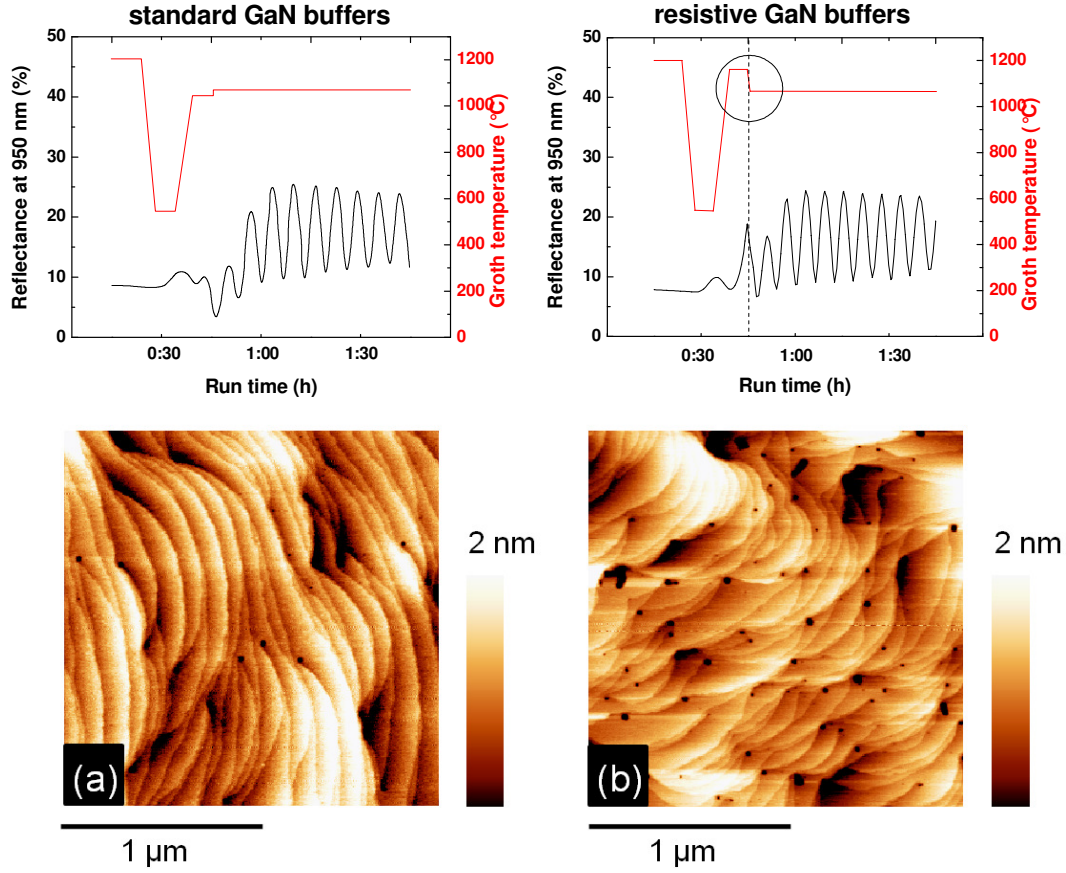 standard GaN buffers
50
40
30
20
10
0
Reflectance at 950 nm (%)
1200
1000
800
600
400
200
0
Groth temperature (°C)
0:30 1:00 1:30
Run time (h)
resistive GaN buffers
50
40
30
20
10
0
Reflectance at 950 nm (%)
1200
1000
800
600
400
200
0
Groth temperature (°C)
0:30 1:00 1:30
Run time (h)
2 nm
(a)
1 µm
2 nm
(b)
1 µm